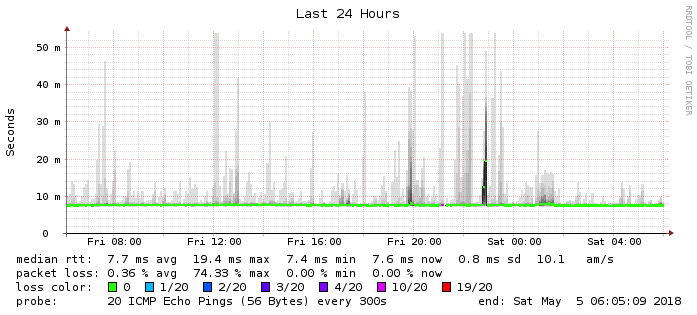 Last 24 Hours
RRDTOOL / TOBI OETIKER
Seconds
50 m
40 m
30 m
20 m
10 m
0
Fri 08:00 Fri 12:00 Fri 16:00 Fri 20:00 Sat 00:00 Sat 04:00
median rtt: 7.7 ms avg 19.4 ms max 7.4 ms min 7.6 ms now 0.8 ms sd 10.1 am/s
packet loss: 0.36 % avg 74.33 % max 0.00 % min 0.00 % now
loss color: 0 1/20 2/20 3/20 4/20 10/20 19/20
probe: 20 ICMP Echo Pings (56 Bytes) every 300s end: Sat May 5 06:05:09 2018